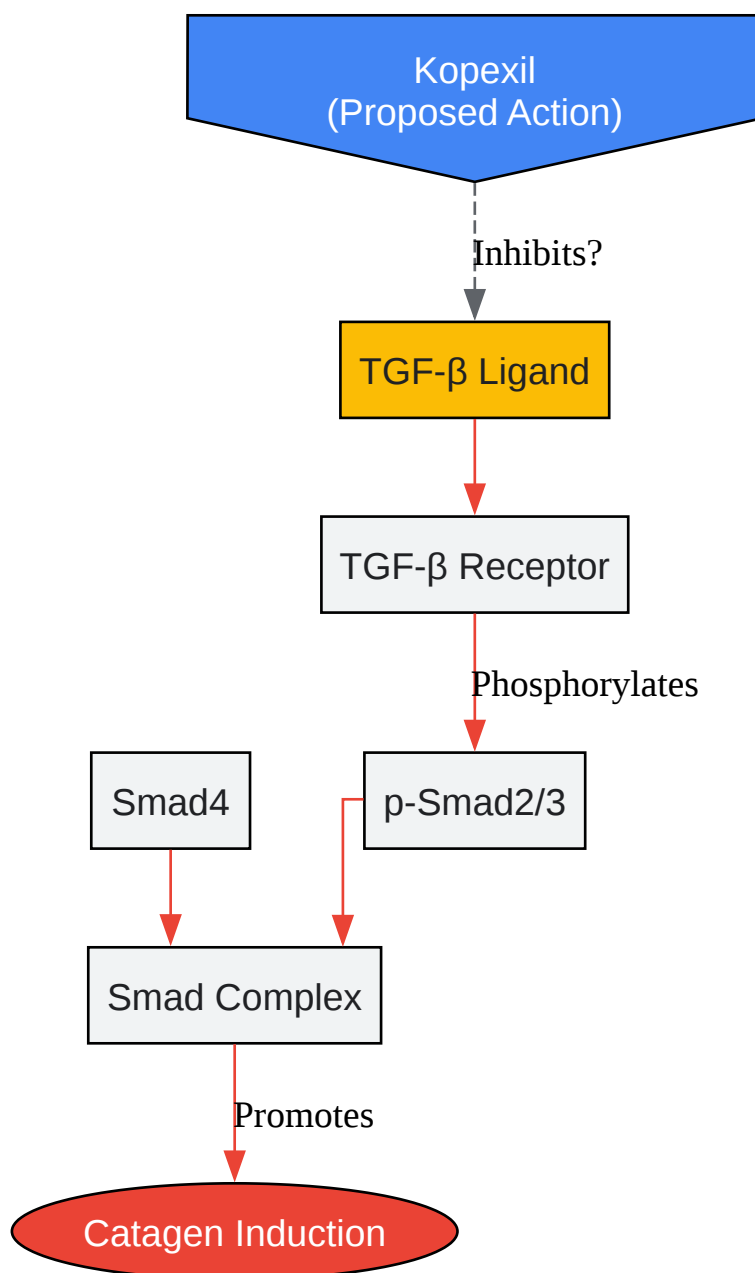 Kopexil
(Proposed Action)
Inhibits?
TGF-β Ligand
TGF-β Receptor
Phosphorylates
Smad4
p-Smad2/3
Smad Complex
Promotes
Catagen Induction